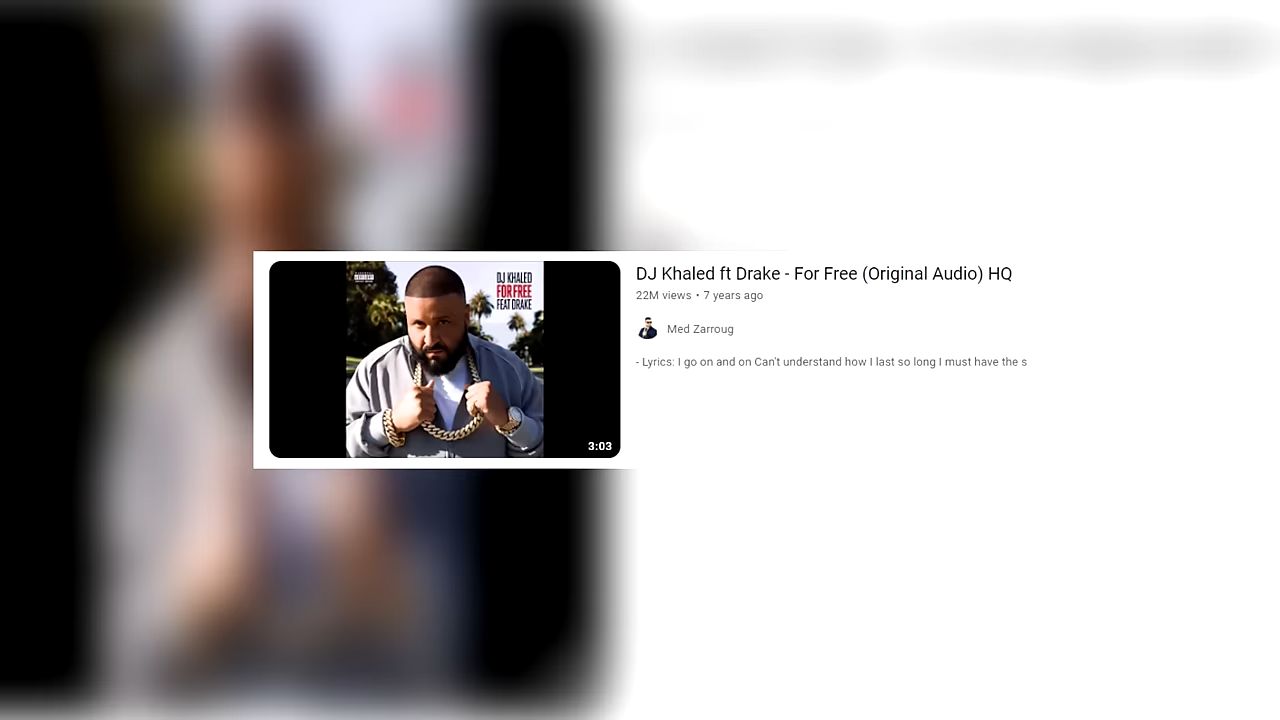 DJ KHALED
FOR FREE
FEAT DRAKE
3:03
DJ Khaled ft Drake - For Free (Original Audio) HQ
22M views • 7 years ago
Med Zarroug
- Lyrics: I go on and on Can't understand how I last so long I must have the s